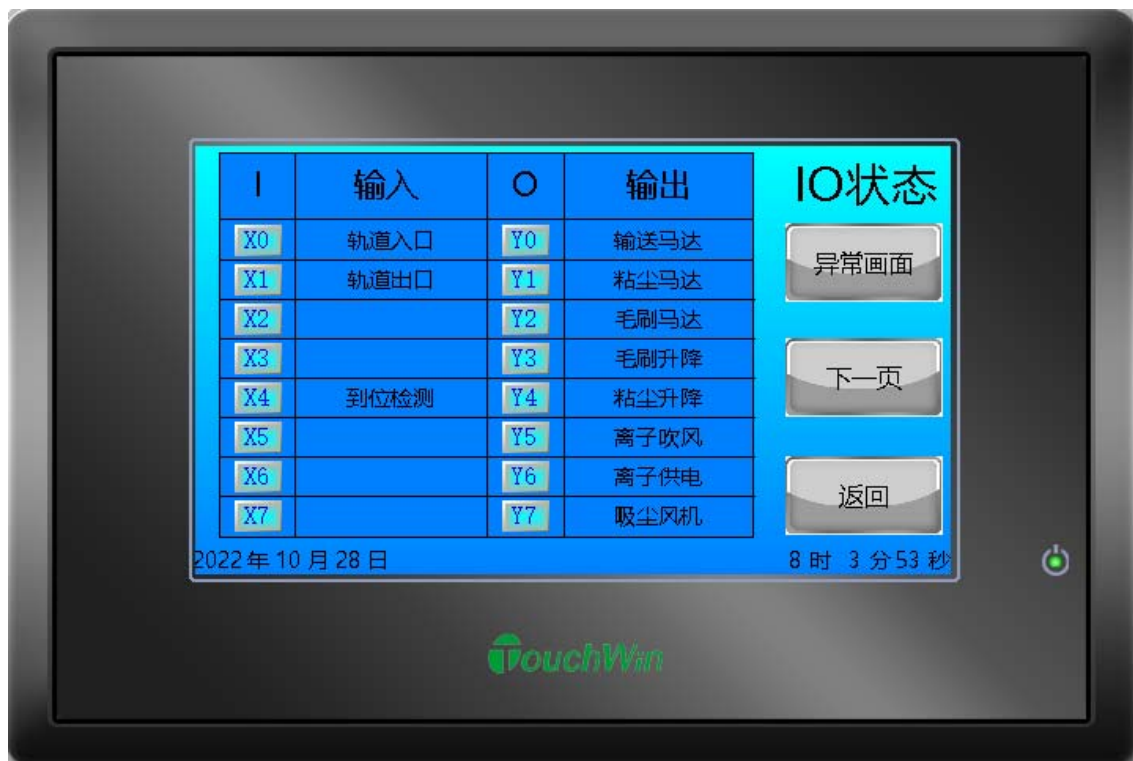 I 输入 O 输出 IO状态
X0 轨道入口 Y0 输送马达
异常画面
X1 轨道出口 Y1 粘尘马达
X2 Y2 毛刷马达
X3 Y3 毛刷升降
下一页
X4 到位检测 Y4 粘尘升降
X5 Y5 离子吹风
X6 Y6 离子供电
返回
X7 Y7 吸尘风机
2022年10月28日 8时 3分53秒
TouchWin